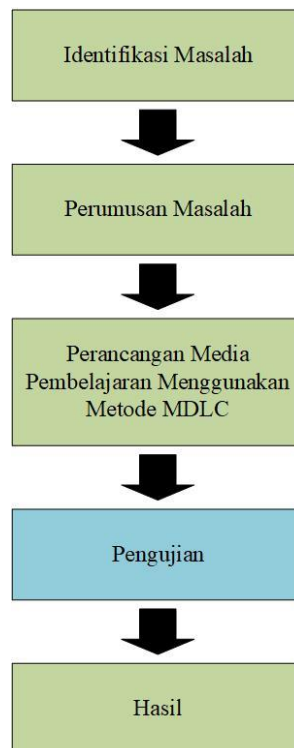 Identifikasi Masalah
Perumusan Masalah
Perancangan Media
Pembelajaran Menggunakan
Metode MDLC
Pengujian
Hasil